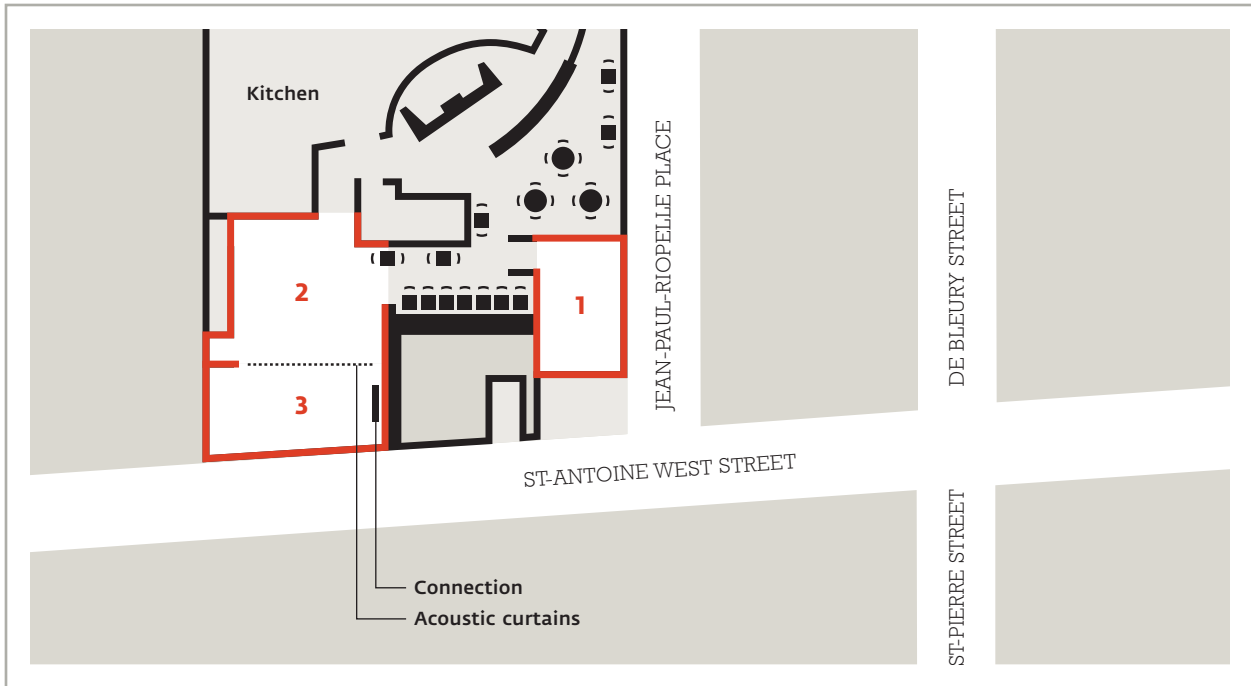 Kitchen
JEAN-PAUL-RIOPELLE PLACE
DE BLEURY STREET
2
1
3
ST-ANTOINE WEST STREET
ST-PIERRE STREET
Connection
Acoustic curtains